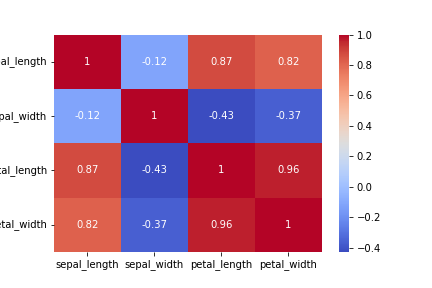 al_length 1 -0.12 0.87 0.82
pal_width -0.12 1 -0.43 -0.37
tal_length 0.87 -0.43 1 0.96
etal_width 0.82 -0.37 0.96 1
sepal_length sepal_width petal_length petal_width
1.0
0.8
0.6
0.4
0.2
0.0
−0.2
−0.4